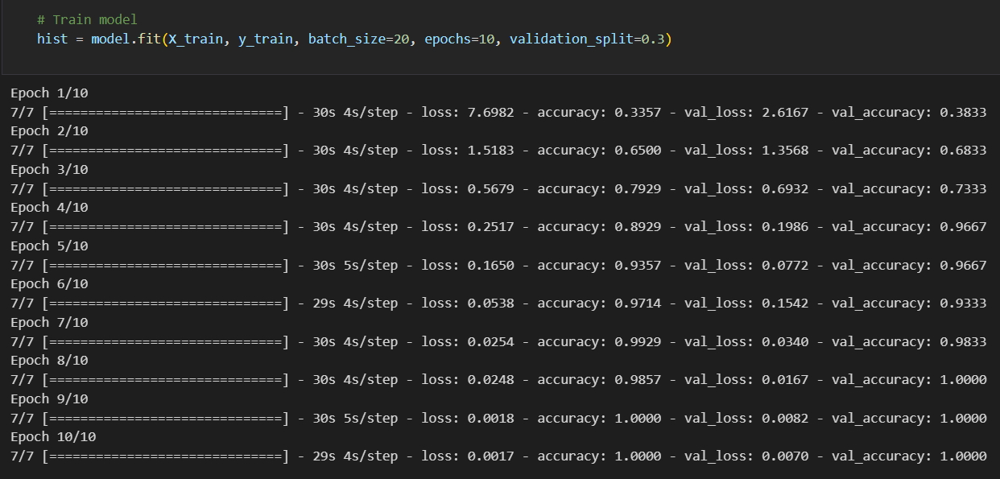 # Train model
hist = model.fit(X_train, y_train, batch_size=20, epochs=10, validation_split=0.3)
Epoch 1/10
7/7 [==============================] - 30s 4s/step - loss: 7.6982 - accuracy: 0.3357 - val_loss: 2.6167 - val_accuracy: 0.3833
Epoch 2/10
7/7 [==============================] - 30s 4s/step - loss: 1.5183 - accuracy: 0.6500 - val_loss: 1.3568 - val_accuracy: 0.6833
Epoch 3/10
7/7 [==============================] - 30s 4s/step - loss: 0.5679 - accuracy: 0.7929 - val_loss: 0.6932 - val_accuracy: 0.7333
Epoch 4/10
7/7 [==============================] - 30s 4s/step - loss: 0.2517 - accuracy: 0.8929 - val_loss: 0.1986 - val_accuracy: 0.9667
Epoch 5/10
7/7 [==============================] - 30s 5s/step - loss: 0.1650 - accuracy: 0.9357 - val_loss: 0.0772 - val_accuracy: 0.9667
Epoch 6/10
7/7 [==============================] - 29s 4s/step - loss: 0.0538 - accuracy: 0.9714 - val_loss: 0.1542 - val_accuracy: 0.9333
Epoch 7/10
7/7 [==============================] - 30s 4s/step - loss: 0.0254 - accuracy: 0.9929 - val_loss: 0.0340 - val_accuracy: 0.9833
Epoch 8/10
7/7 [==============================] - 30s 4s/step - loss: 0.0248 - accuracy: 0.9857 - val_loss: 0.0167 - val_accuracy: 1.0000
Epoch 9/10
7/7 [==============================] - 30s 5s/step - loss: 0.0018 - accuracy: 1.0000 - val_loss: 0.0082 - val_accuracy: 1.0000
Epoch 10/10
7/7 [==============================] - 29s 4s/step - loss: 0.0017 - accuracy: 1.0000 - val_loss: 0.0070 - val_accuracy: 1.0000